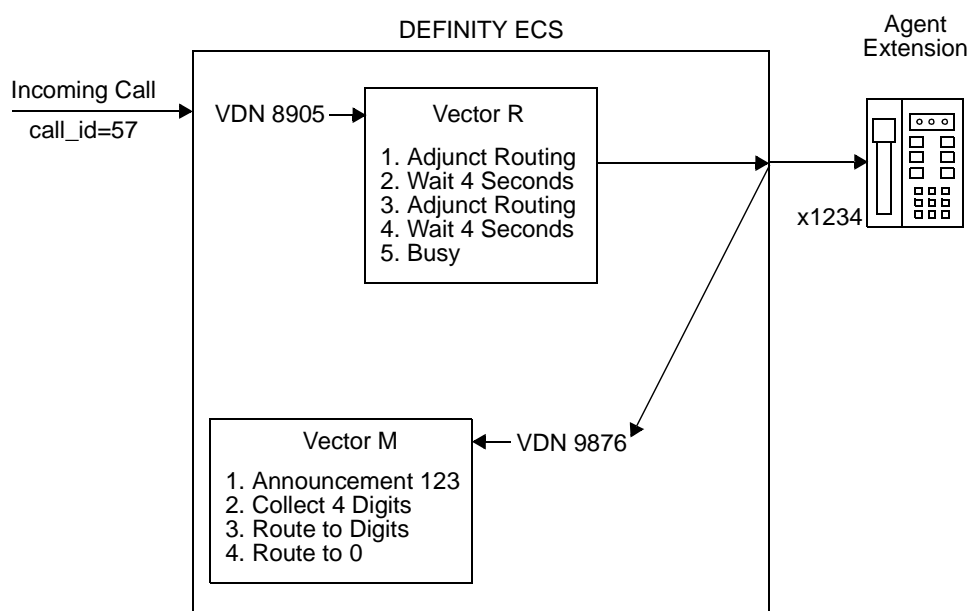 DEFINITY ECS
Agent
Extension
Incoming Call
call_id=57
VDN 8905
Vector R
1. Adjunct Routing
2. Wait 4 Seconds
3. Adjunct Routing
4. Wait 4 Seconds
5. Busy
x1234
Vector M
1. Announcement 123
2. Collect 4 Digits
3. Route to Digits
4. Route to 0
VDN 9876